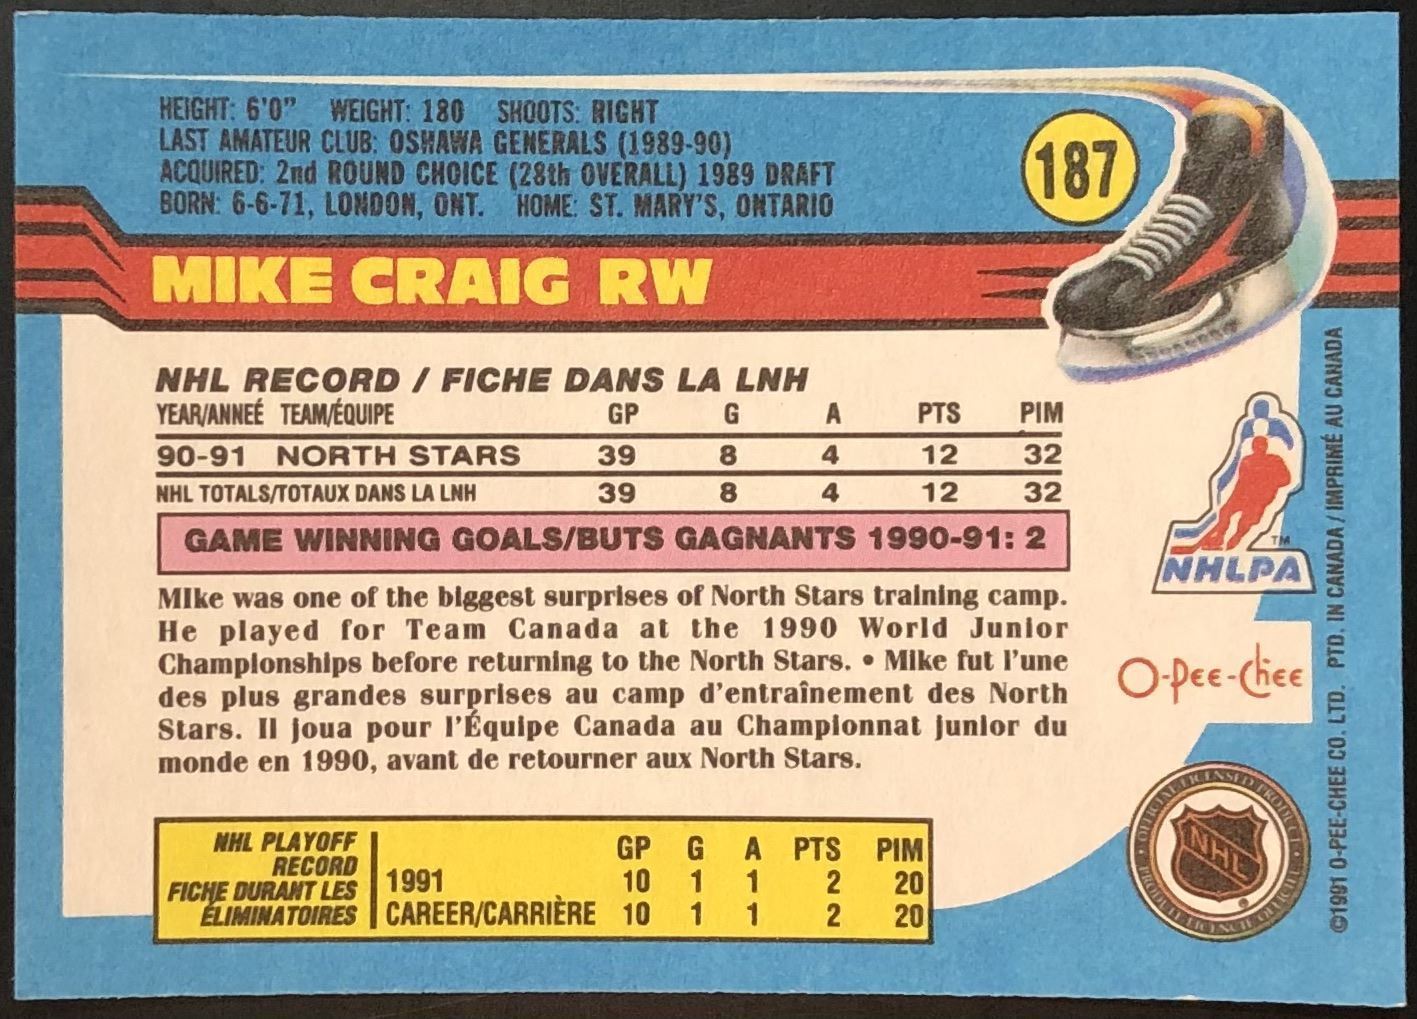 HEIGHT: 6'0" WEIGHT: 180 SHOOTS: RIGHT
LAST AMATEUR CLUB: OSHAWA GENERALS (1989-90)
ACQUIRED: 2nd ROUND CHOICE (28th OVERALL) 1989 DRAFT
BORN: 6-6-71, LONDON, ONT. HOME: ST. MARY'S, ONTARIO
187
MIKE CRAIG RW
NHL RECORD / FICHE DANS LA LNH
YEAR/ANNEÉ TEAM/ÉQUIPE GP G A PTS PIM
90-91 NORTH STARS 39 8 4 12 32
NHL TOTALS/TOTAUX DANS LA LNH 39 8 4 12 32
GAME WINNING GOALS/BUTS GAGNANTS 1990-91: 2
MIke was one of the biggest surprises of North Stars training camp.
He played for Team Canada at the 1990 World Junior
Championships before returning to the North Stars. • Mike fut l'une
des plus grandes surprises au camp d'entraînement des North
Stars. Il joua pour l'Équipe Canada au Championnat junior du
monde en 1990, avant de retourner aux North Stars.
NHL PLAYOFF
RECORD
FICHE DURANT LES
ÉLIMINATOIRES
GP G A PTS PIM
1991 10 1 1 2 20
CAREER/CARRIÈRE 10 1 1 2 20
TM
NHLPA
O-Pee-Chee
OFFICIAL LICENSED PRODUCT
NHL
®
PRODUIT LICENCIÉ OFFICIEL
©1991 O-PEE-CHEE CO. LTD. PTD. IN CANADA / IMPRIMÉ AU CANADA